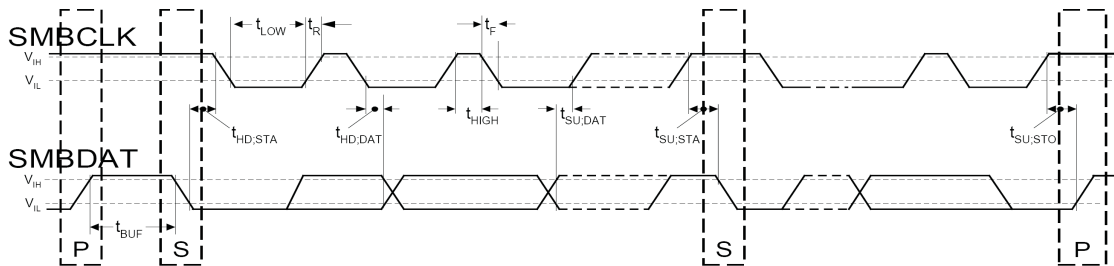 t_LOW t_R t_F
SMBCLK
V_IH
V_IL
t_HD;STA t_HD;DAT t_HIGH t_SU;DAT t_SU;STA t_SU;STO
SMBDAT
V_IH
V_IL
t_BUF
P S S P